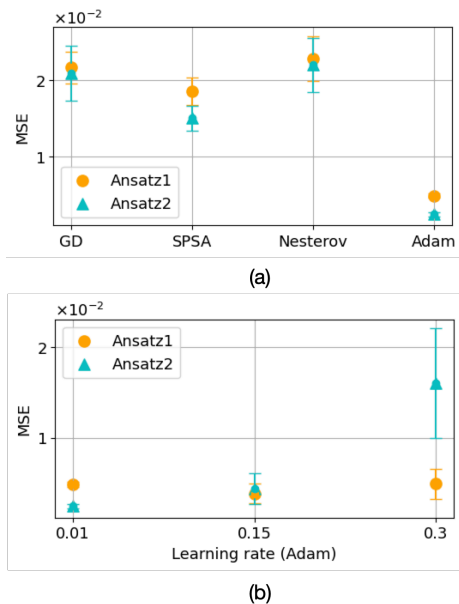 ×10⁻²
2
1
MSE
Ansatz1
Ansatz2
GD SPSA Nesterov Adam
(a)
×10⁻²
Ansatz1
Ansatz2
2
1
MSE
0.01 0.15 0.3
Learning rate (Adam)
(b)